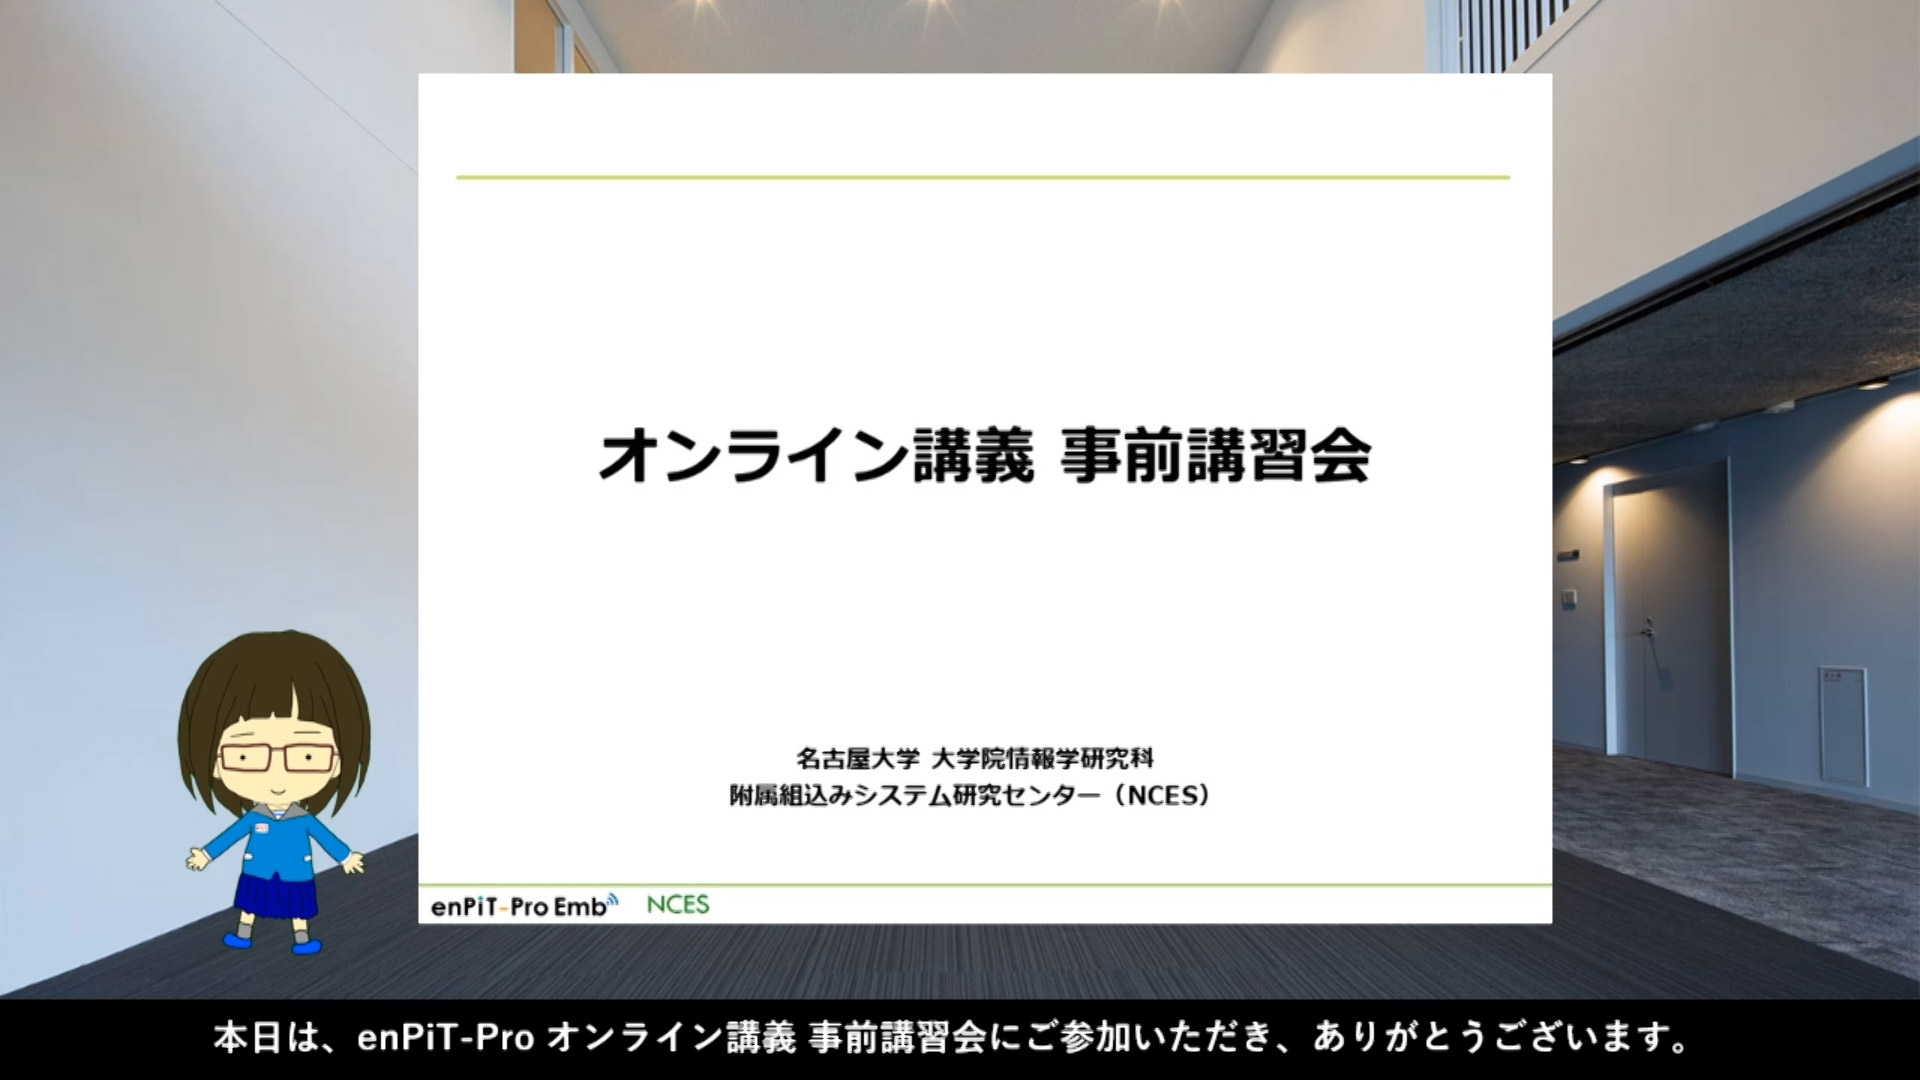 オンライン講義 事前講習会
名古屋大学 大学院情報学研究科
附属組込みシステム研究センター（NCES）
enPiT-Pro Emb NCES
本日は、enPiT-Pro オンライン講義 事前講習会にご参加いただき、ありがとうございます。